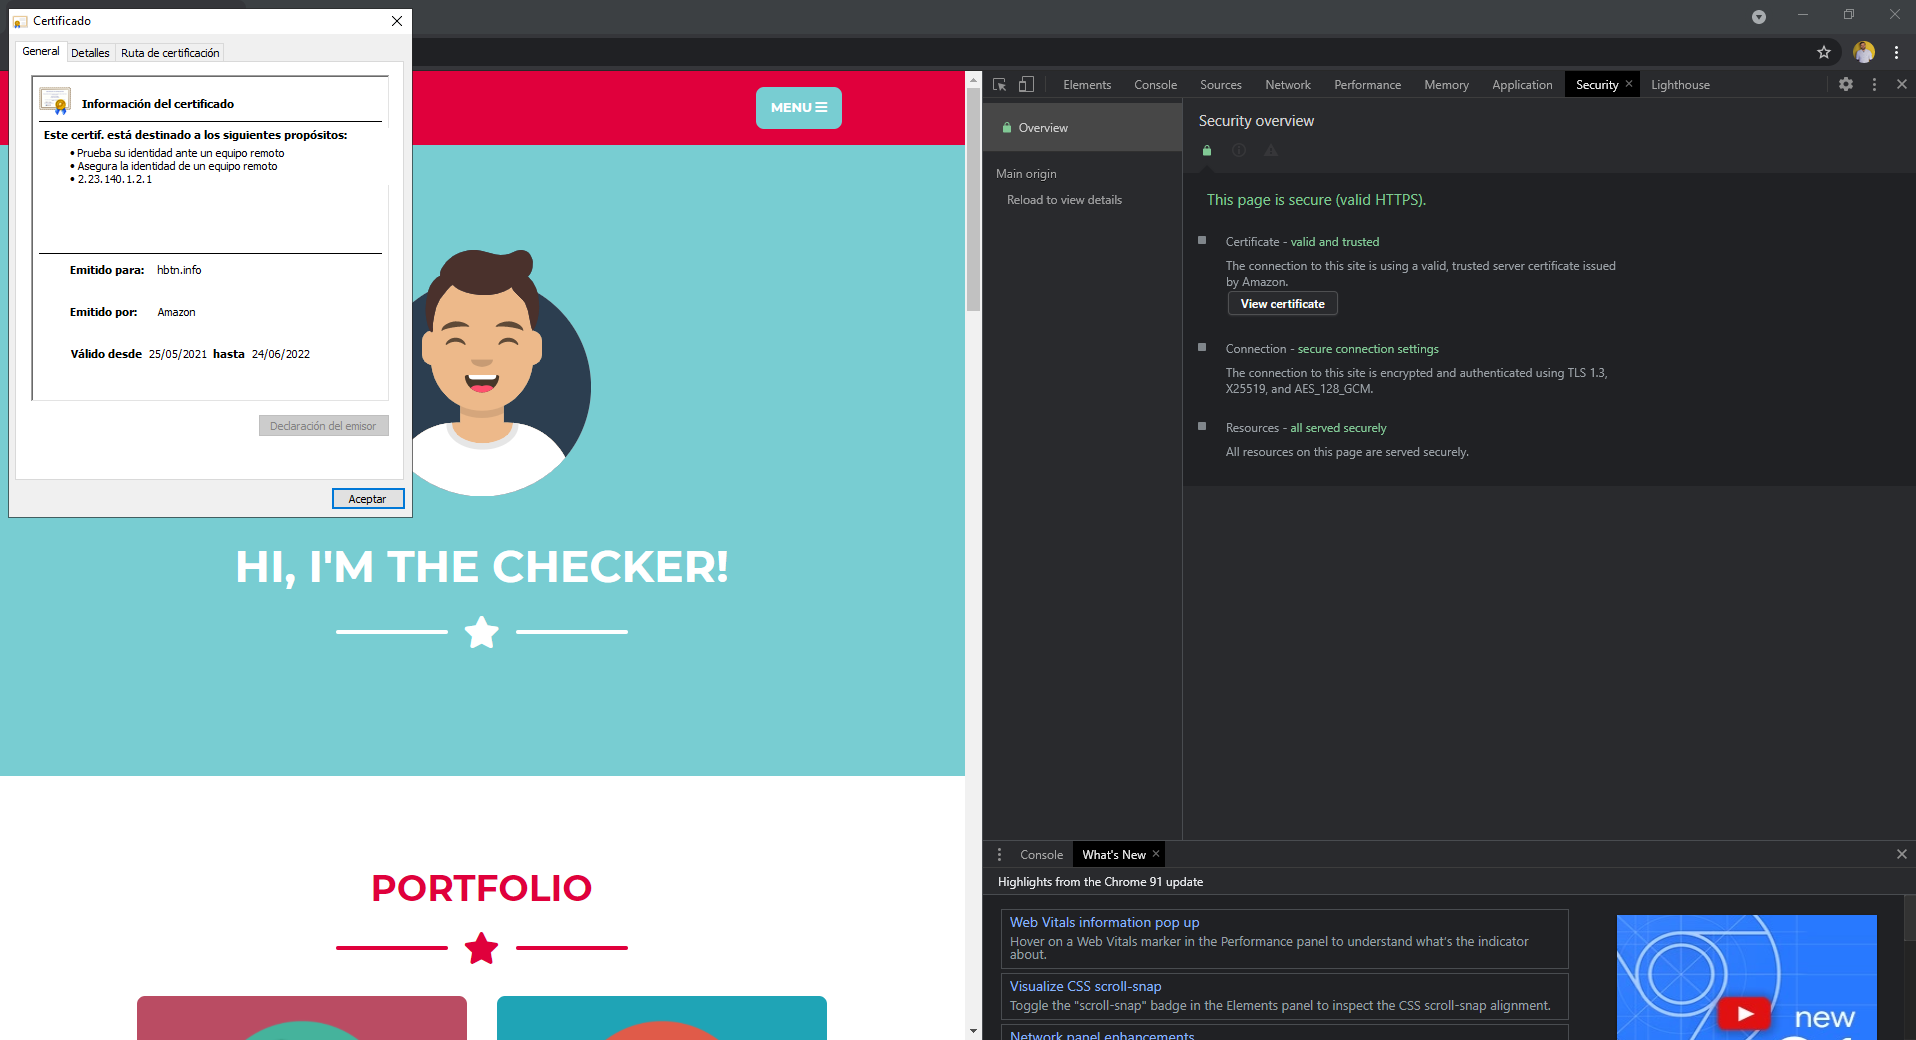 Certificado
General Detalles Ruta de certificación
Información del certificado
Este certif. está destinado a los siguientes propósitos:
• Prueba su identidad ante un equipo remoto
• Asegura la identidad de un equipo remoto
• 2.23.140.1.2.1
Emitido para: hbtn.info
Emitido por: Amazon
Válido desde 25/05/2021 hasta 24/06/2022
Declaración del emisor
Aceptar
MENU
HI, I'M THE CHECKER!
PORTFOLIO
Elements Console Sources Network Performance Memory Application Security Lighthouse
Overview
Main origin
Reload to view details
Security overview
This page is secure (valid HTTPS).
Certificate - valid and trusted
The connection to this site is using a valid, trusted server certificate issued
by Amazon.
View certificate
Connection - secure connection settings
The connection to this site is encrypted and authenticated using TLS 1.3,
X25519, and AES_128_GCM.
Resources - all served securely
All resources on this page are served securely.
Console What's New
Highlights from the Chrome 91 update
Web Vitals information pop up
Hover on a Web Vitals marker in the Performance panel to understand what's the indicator
about.
Visualize CSS scroll-snap
Toggle the "scroll-snap" badge in the Elements panel to inspect the CSS scroll-snap alignment.
Network panel enhancements
new